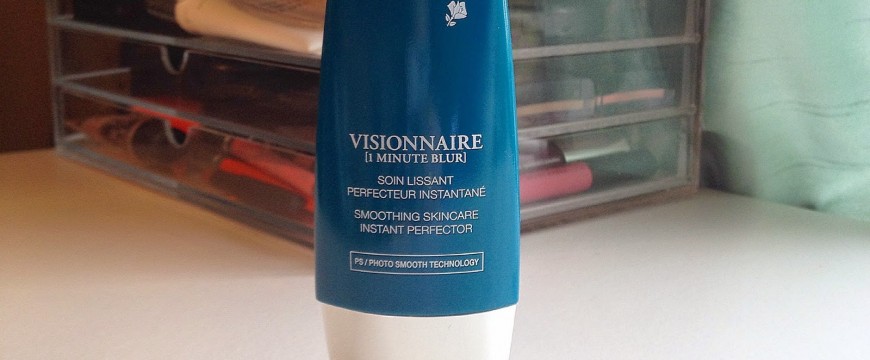 VISIONNAIRE
[1 MINUTE BLUR]
SOIN LISSANT
PERFECTEUR INSTANTANÉ
SMOOTHING SKINCARE
INSTANT PERFECTOR
PS / PHOTO SMOOTH TECHNOLOGY